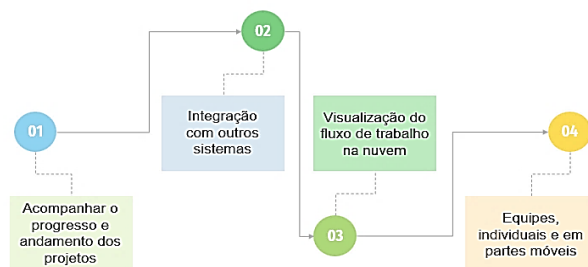 01
Acompanhar o
progresso e
andamento dos
projetos
02
Integração
com outros
sistemas
03
Visualização do
fluxo de trabalho
na nuvem
04
Equipes,
individuais e em
partes móveis